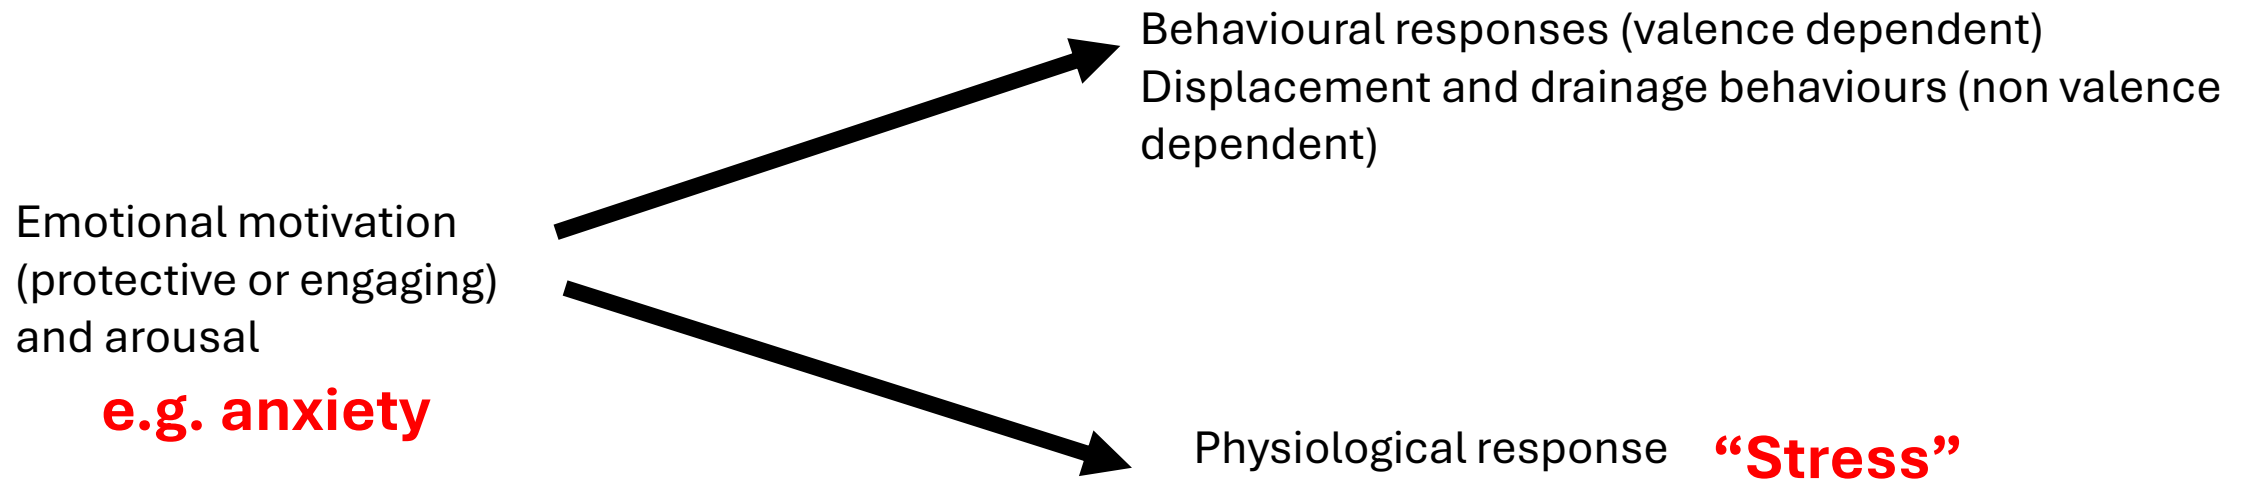 Behavioural responses (valence dependent)
Displacement and drainage behaviours (non valence
dependent)
Emotional motivation
(protective or engaging)
and arousal
e.g. anxiety
Physiological response “Stress”